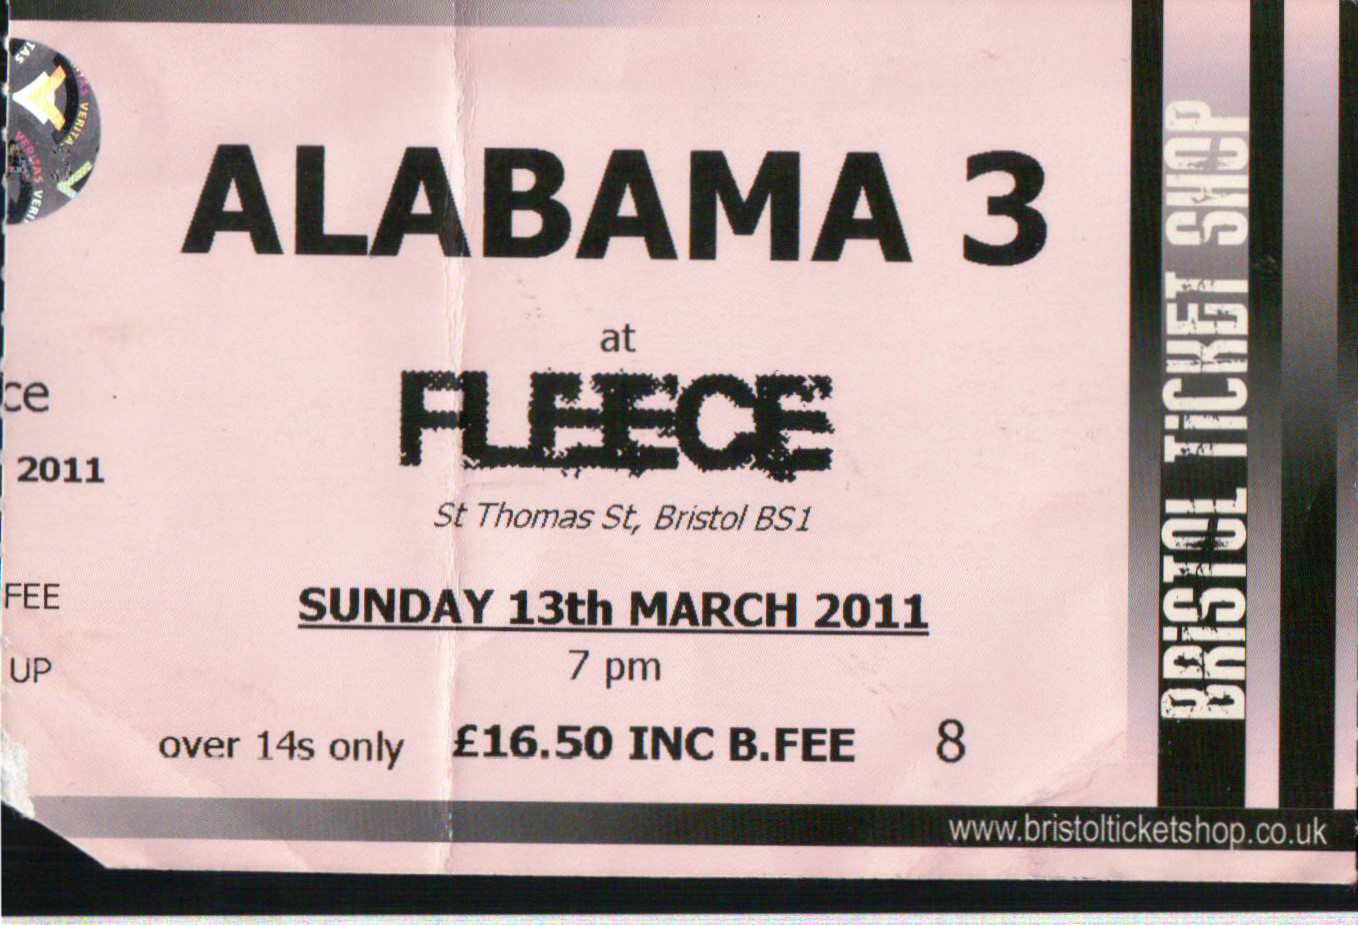 ALABAMA 3
at
FLEECE
St Thomas St, Bristol BS1
SUNDAY 13th MARCH 2011
7 pm
over 14s only £16.50 INC B.FEE 8
www.bristolticketshop.co.uk
BRISTOL TICKET SHOP
ce
2011
FEE
UP
VERITAS